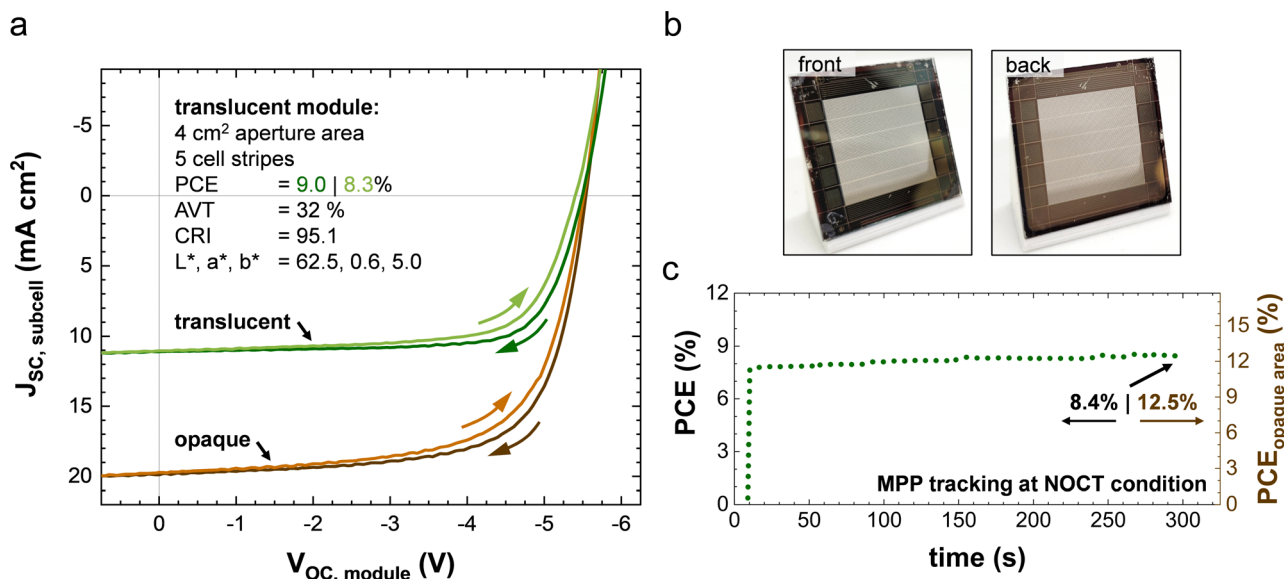 a
-5
0
5
10
15
20
J_SC, subcell (mA cm²)
translucent module:
4 cm² aperture area
5 cell stripes
PCE = 9.0 | 8.3%
AVT = 32 %
CRI = 95.1
L*, a*, b* = 62.5, 0.6, 5.0
translucent
opaque
0 -1 -2 -3 -4 -5 -6
V_OC, module (V)
b
front
back
c
12
9
6
3
0
PCE (%)
8.4% | 12.5%
MPP tracking at NOCT condition
15
12
9
6
3
0
PCE_opaque area (%)
0 50 100 150 200 250 300
time (s)